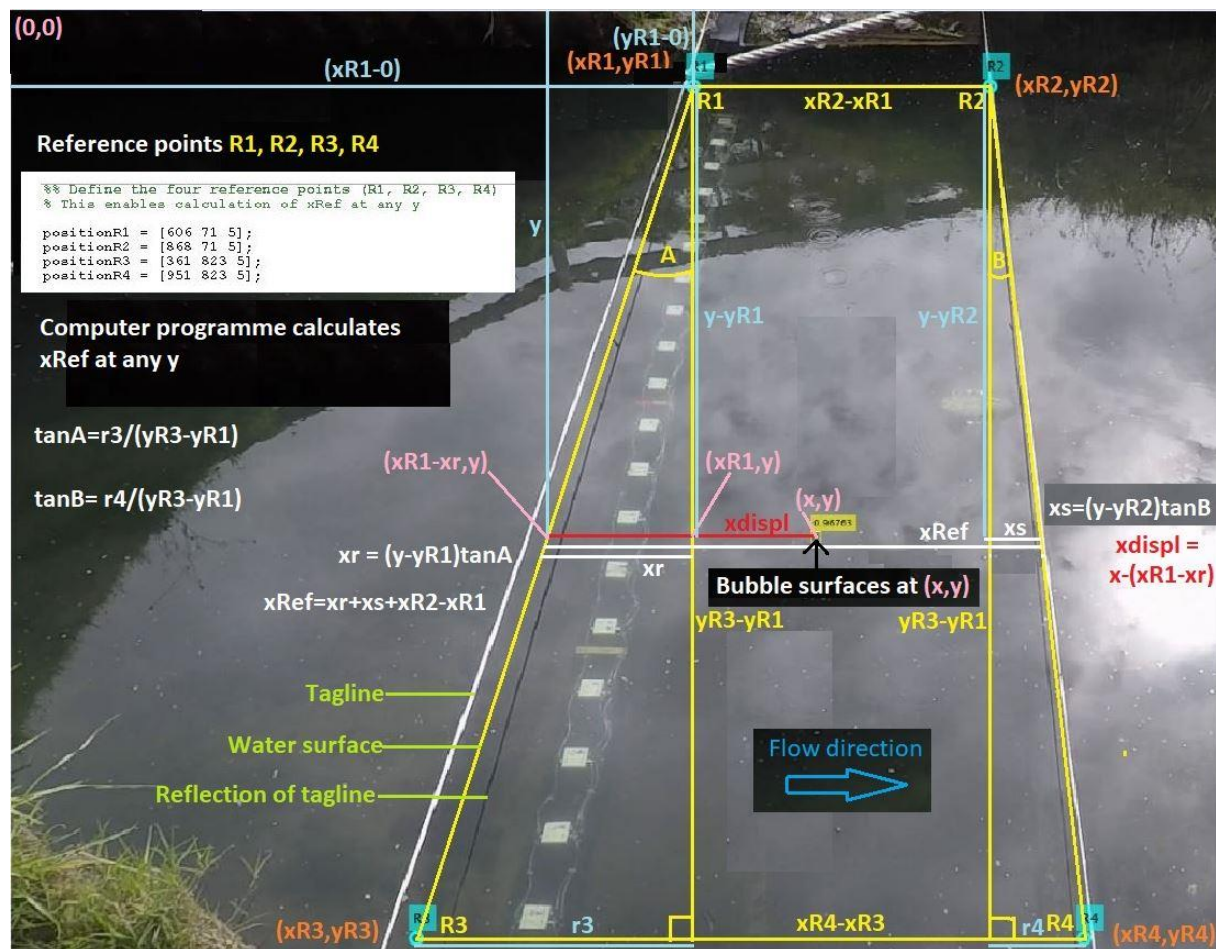 (0,0)
(yR1-0)
(xR1-0)
(xR1,yR1)
R1
R2
(xR2,yR2)
R1
xR2-xR1
R2
Reference points R1, R2, R3, R4
%% Define the four reference points (R1, R2, R3, R4)
% This enables calculation of xRef at any y
positionR1 = [606 71 5];
positionR2 = [868 71 5];
positionR3 = [361 823 5];
positionR4 = [951 823 5];
y
A
B
y-yR1
y-yR2
Computer programme calculates
xRef at any y
tanA=r3/(yR3-yR1)
(xR1-xr,y)
(xR1,y)
tanB= r4/(yR3-yR1)
(x,y)
xs=(y-yR2)tanB
xdispl
0.96763
xRef
xs
xr = (y-yR1)tanA
xr
xdispl =
x-(xR1-xr)
Bubble surfaces at (x,y)
xRef=xr+xs+xR2-xR1
yR3-yR1
yR3-yR1
Tagline
Water surface
Flow direction
Reflection of tagline
(xR3,yR3)
R3
R3
r3
xR4-xR3
r4
R4
R4
(xR4,yR4)